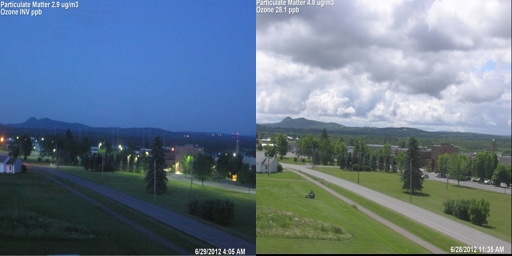 Particulate Matter 2.9 ug/m3
Ozone INV ppb
6/29/2012 4:05 AM
Particulate Matter 4.8 ug/m3
Ozone 28.1 ppb
6/28/2012 11:35 AM